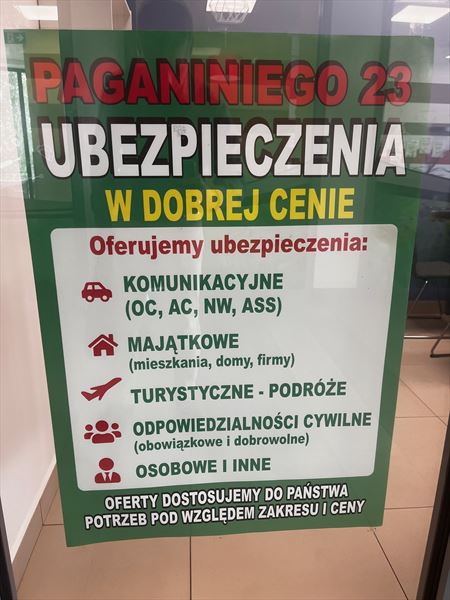 PAGANINIEGO 23
UBEZPIECZENIA
W DOBREJ CENIE
Oferujemy ubezpieczenia:
KOMUNIKACYJNE
(OC, AC, NW, ASS)
MAJĄTKOWE
(mieszkania, domy, firmy)
TURYSTYCZNE - PODRÓŻE
ODPOWIEDZIALNOŚCI CYWILNE
(obowiązkowe i dobrowolne)
OSOBOWE I INNE
OFERTY DOSTOSUJEMY DO PAŃSTWA
POTRZEB POD WZGLĘDEM ZAKRESU I CENY